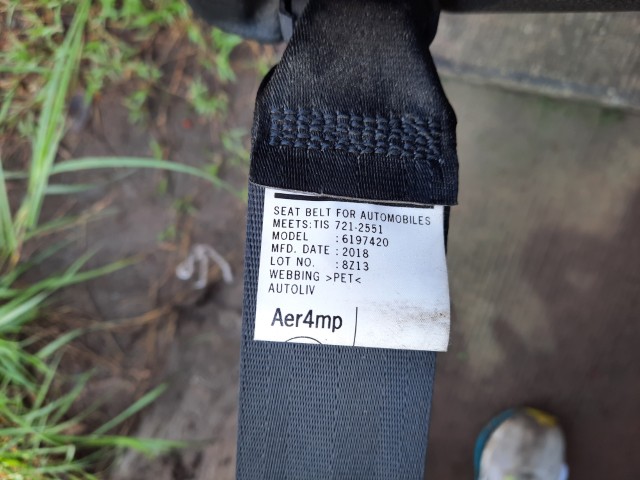 SEAT BELT FOR AUTOMOBILES
MEETS:TIS 721-2551
MODEL : 6197420
MFD. DATE : 2018
LOT NO. : 8Z13
WEBBING >PET<
AUTOLIV
Aer4mp